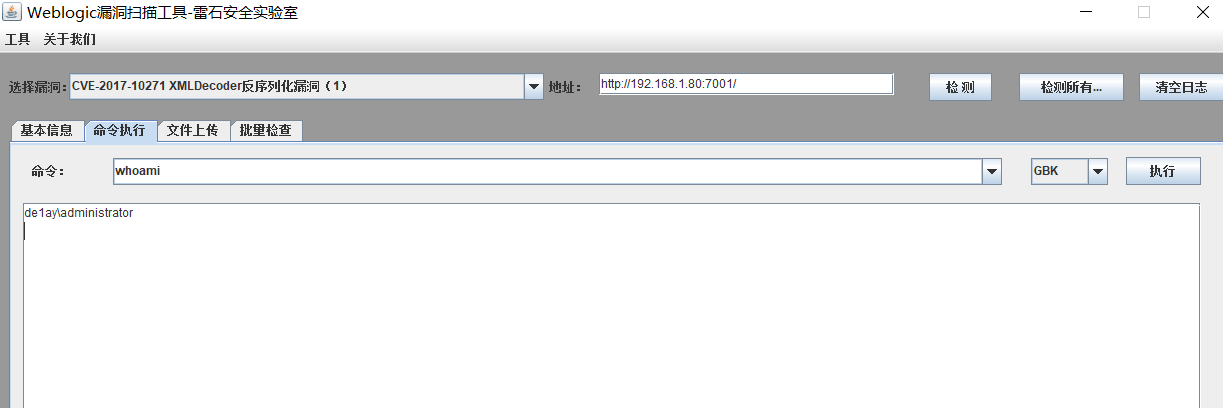 Weblogic漏洞扫描工具-雷石安全实验室
工具 关于我们
选择漏洞: CVE-2017-10271 XMLDecoder反序列化漏洞（1） 地址： http://192.168.1.80:7001/ 检 测 检测所有... 清空日志
基本信息 命令执行 文件上传 批量检查
命令： whoami GBK 执行
de1ay\administrator